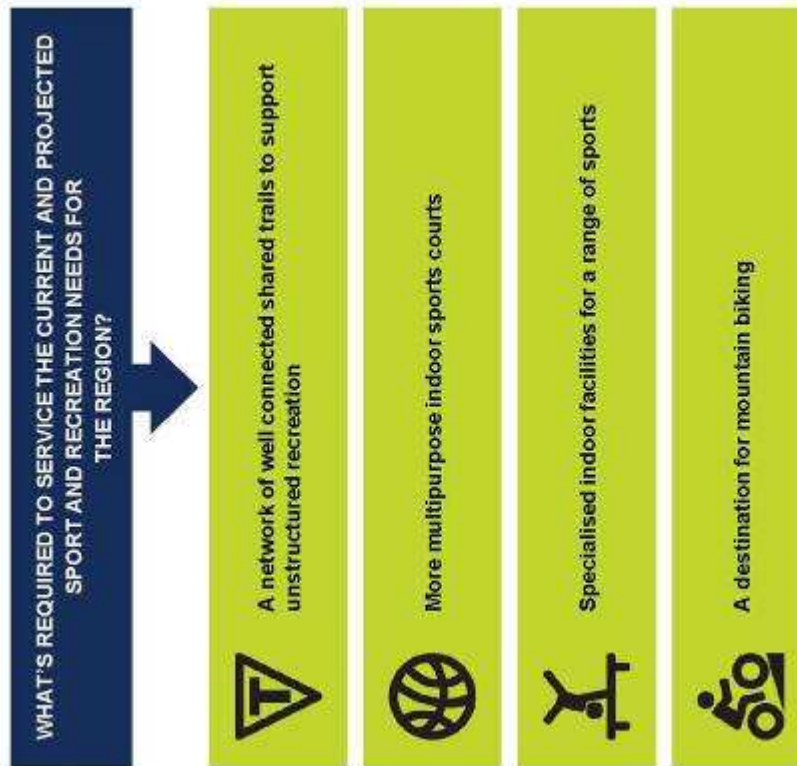 WHAT'S REQUIRED TO SERVICE THE CURRENT AND PROJECTED
SPORT AND RECREATION NEEDS FOR
THE REGION?
T
A network of well connected shared trails to support
unstructured recreation
More multipurpose indoor sports courts
Specialised indoor facilities for a range of sports
A destination for mountain biking